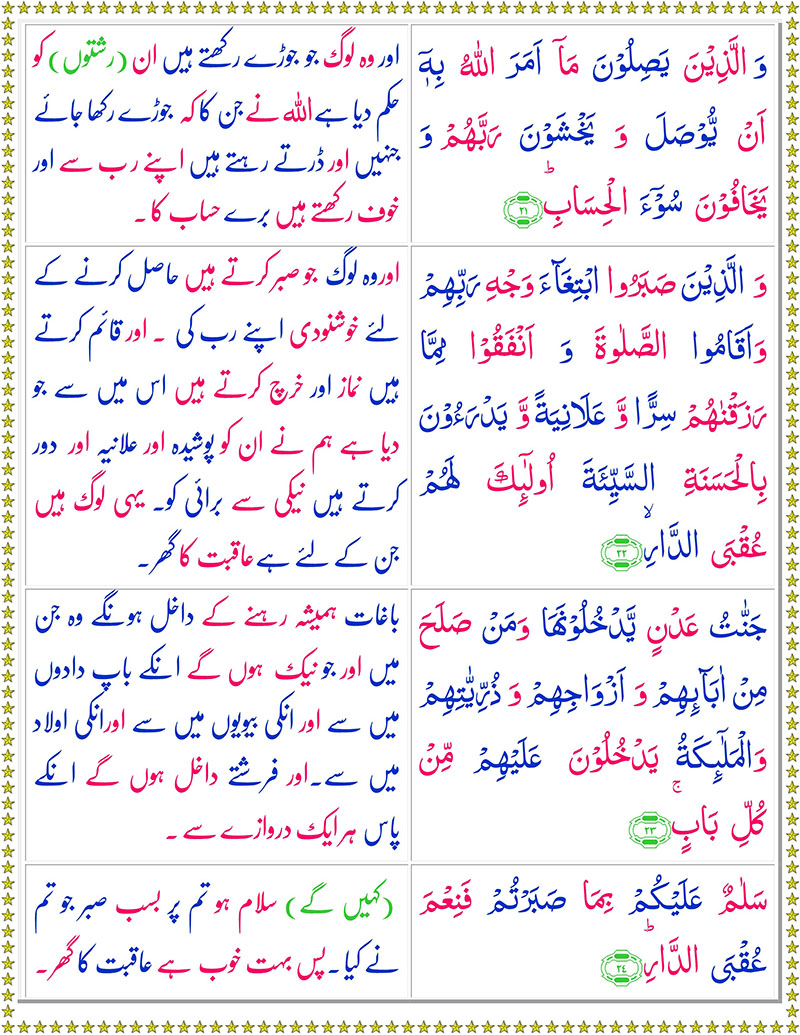 وَ الَّذِيۡنَ يَصِلُوۡنَ مَاۤ اَمَرَ اللّٰهُ بِهٖۤ
اَنۡ يُّوۡصَلَ وَ يَخۡشَوۡنَ رَبَّهُمۡ وَ
يَخَافُوۡنَ سُوۡٓءَ الۡحِسَابِ ؕ ٢١
اور وہ لوگ جو جوڑے رکھتے ہیں ان (رشتوں) کو
حکم دیا ہے اللہ نے جن کا کہ جوڑے رکھا جائے
جنہیں اور ڈرتے رہتے ہیں اپنے رب سے اور
خوف رکھتے ہیں برے حساب کا۔
وَ الَّذِيۡنَ صَبَرُوا ابۡتِغَآءَ وَجۡهِ رَبِّهِمۡ
وَاَقَامُوا الصَّلٰوةَ وَ اَنۡفَقُوۡا مِمَّا
رَزَقۡنٰهُمۡ سِرًّا وَّ عَلَانِيَةً وَّ يَدۡرَءُوۡنَ
بِالۡحَسَنَةِ السَّيِّئَةَ اُولٰٓٮِٕكَ لَهُمۡ
عُقۡبَى الدَّارِۙ ٢٢
اور وہ لوگ جو صبر کرتے ہیں حاصل کرنے کے
لئے خوشنودی اپنے رب کی ۔ اور قائم کرتے
ہیں نماز اور خرچ کرتے ہیں اس میں سے جو
دیا ہے ہم نے ان کو پوشیدہ اور علانیہ اور دور
کرتے ہیں نیکی سے برائی کو۔ یہی لوگ ہیں
جن کے لئے ہے عاقبت کا گھر۔
جَنّٰتُ عَدۡنٍ يَّدۡخُلُوۡنَهَا وَمَنۡ صَلَحَ
مِنۡ اٰبَآٮِٕهِمۡ وَ اَزۡوَاجِهِمۡ وَ ذُرِّيّٰتِهِمۡ
وَالۡمَلٰٓٮِٕكَةُ يَدۡخُلُوۡنَ عَلَيۡهِمۡ مِّنۡ
كُلِّ بَابٍ ۚ ٢٣
باغات ہمیشہ رہنے کے داخل ہونگے وہ جن
میں اور جو نیک ہوں گے انکے باپ دادوں
میں سے اور انکی بیویوں میں سے اورانکی اولاد
میں سے۔ اور فرشتے داخل ہوں گے انکے
پاس ہر ایک دروازے سے ۔
سَلٰمٌ عَلَيۡكُمۡ بِمَا صَبَرۡتُمۡ فَنِعۡمَ
عُقۡبَى الدَّارِؕ ٢٤
(کہیں گے) سلام ہو تم پر بسب صبر جو تم
نے کیا۔ پس بہت خوب ہے عاقبت کا گھر۔